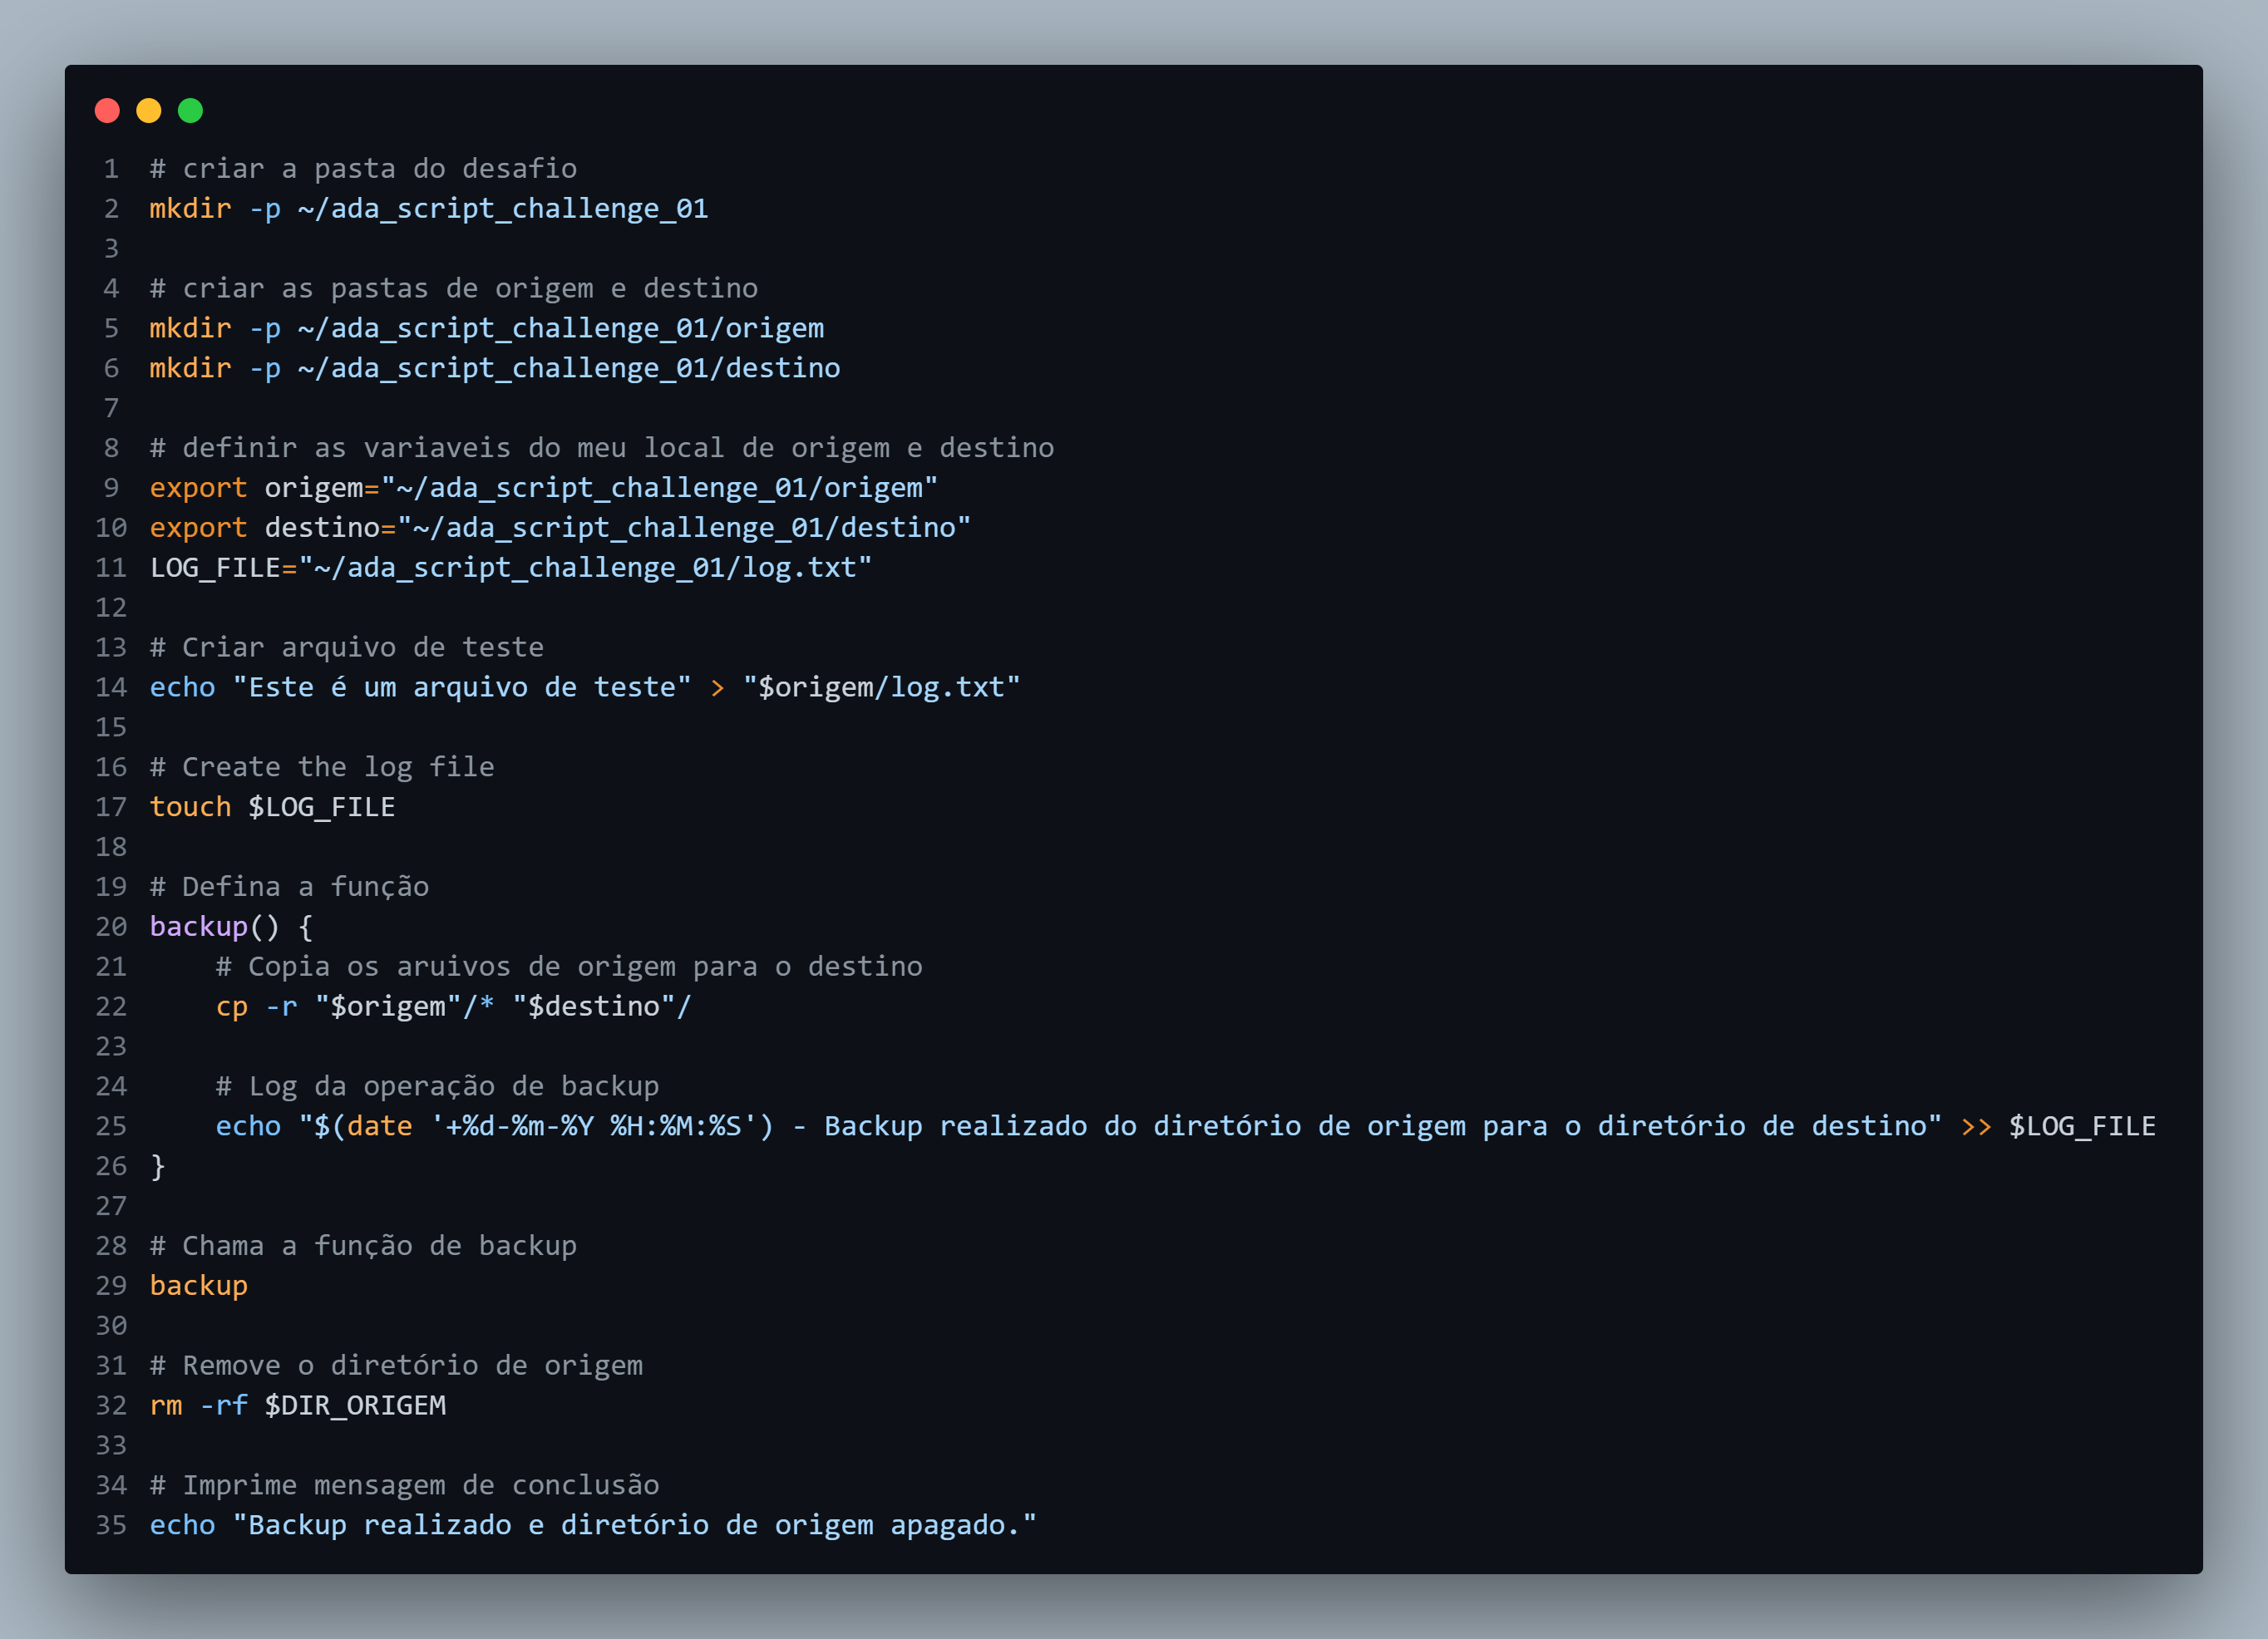 1 # criar a pasta do desafio
2 mkdir -p ~/ada_script_challenge_01
3
4 # criar as pastas de origem e destino
5 mkdir -p ~/ada_script_challenge_01/origem
6 mkdir -p ~/ada_script_challenge_01/destino
7
8 # definir as variaveis do meu local de origem e destino
9 export origem="~/ada_script_challenge_01/origem"
10 export destino="~/ada_script_challenge_01/destino"
11 LOG_FILE="~/ada_script_challenge_01/log.txt"
12
13 # Criar arquivo de teste
14 echo "Este é um arquivo de teste" > "$origem/log.txt"
15
16 # Create the log file
17 touch $LOG_FILE
18
19 # Defina a função
20 backup() {
21     # Copia os aruivos de origem para o destino
22     cp -r "$origem"/* "$destino"/
23
24     # Log da operação de backup
25     echo "$(date '+%d-%m-%Y %H:%M:%S') - Backup realizado do diretório de origem para o diretório de destino" >> $LOG_FILE
26 }
27
28 # Chama a função de backup
29 backup
30
31 # Remove o diretório de origem
32 rm -rf $DIR_ORIGEM
33
34 # Imprime mensagem de conclusão
35 echo "Backup realizado e diretório de origem apagado."